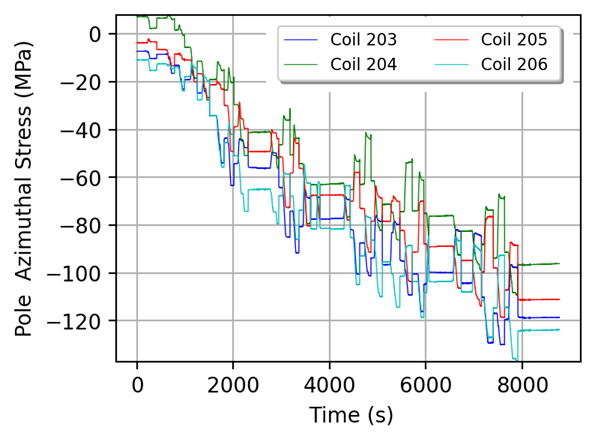 Coil 203
Coil 205
Coil 204
Coil 206
Pole Azimuthal Stress (MPa)
0
−20
−40
−60
−80
−100
−120
0
2000
4000
6000
8000
Time (s)